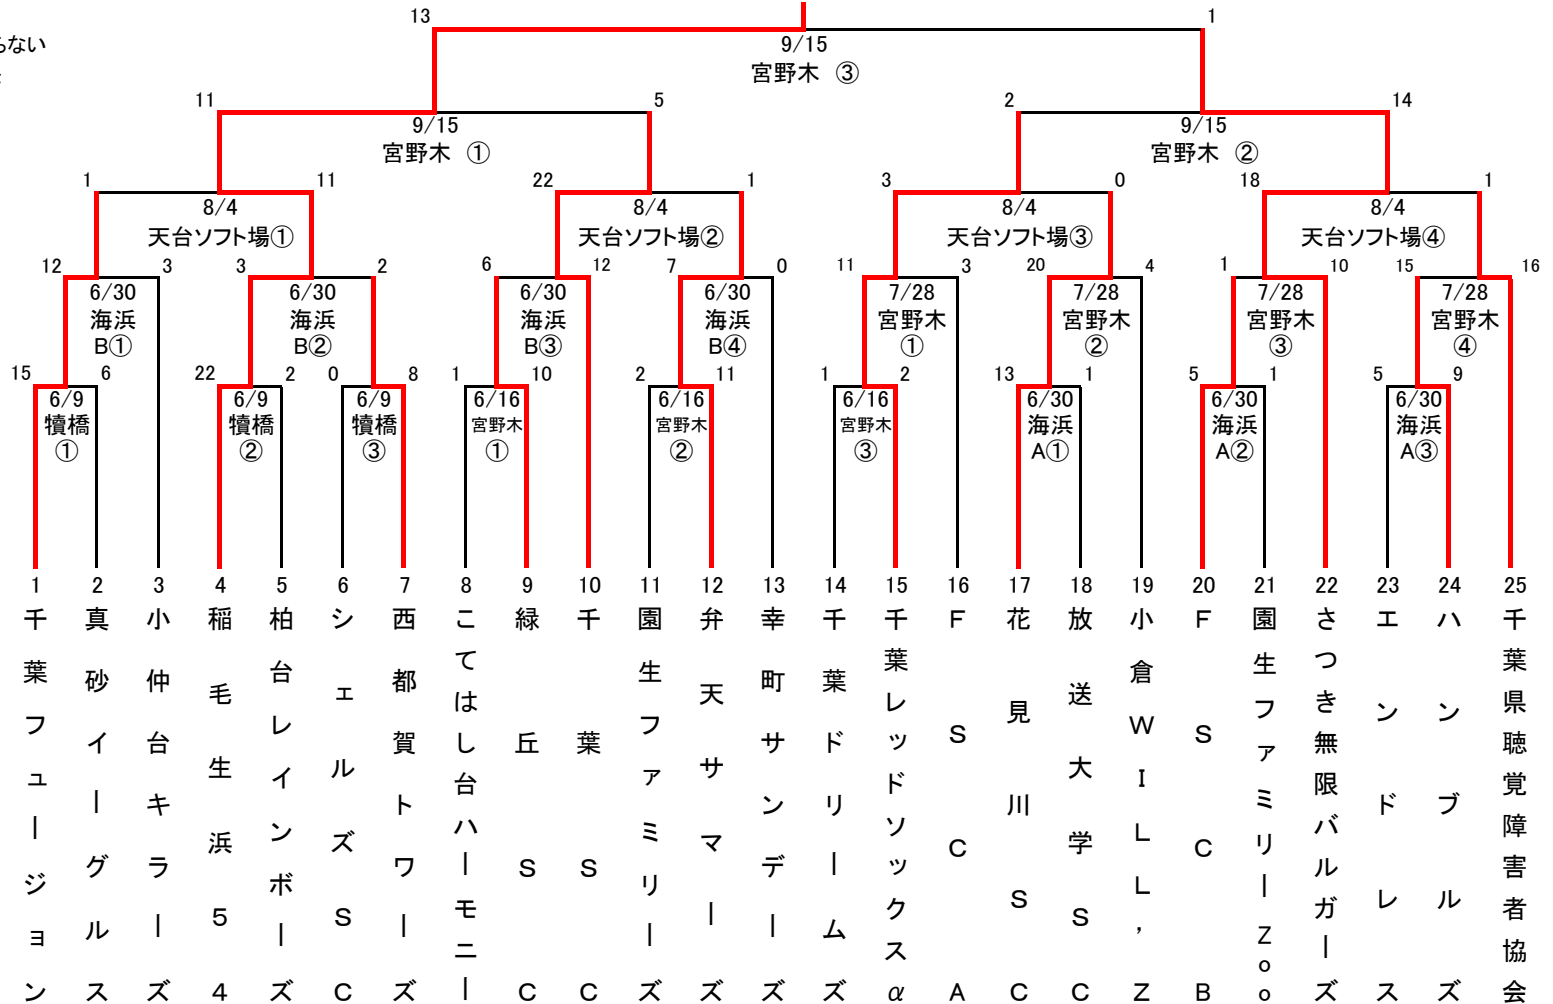 13 1
らない
9/15
宮野木 ③
11 5 2 14
9/15 9/15
宮野木 ① 宮野木 ②
1 11 22 1 3 0 18 1
8/4 8/4 8/4 8/4
天台ソフト場① 天台ソフト場② 天台ソフト場③ 天台ソフト場④
12 3 3 2 6 12 7 0 11 3 20 4 1 10 15 16
6/30 6/30 6/30 6/30 7/28 7/28 7/28 7/28
海浜 海浜 海浜 海浜 宮野木 宮野木 宮野木 宮野木
B① B② B③ B④ ① ② ③ ④
15 6 22 2 0 8 1 10 2 11 1 2 13 1 5 1 5 9
6/9 6/9 6/9 6/16 6/16 6/16 6/30 6/30 6/30
犢橋 犢橋 犢橋 宮野木 宮野木 宮野木 海浜 海浜 海浜
① ② ③ ① ② ③ A① A② A③
1 2 3 4 5 6 7 8 9 10 11 12 13 14 15 16 17 18 19 20 21 22 23 24 25
千葉フュージョン
真砂イーグルス
小仲台キラーズ
稲毛生浜54
柏台レインボーズ
シェルズSC
西都賀トワーズ
こてはし台ハーモニー
緑丘SC
千葉SC
園生ファミリーズ
弁天サマーズ
幸町サンデーズ
千葉ドリームズ
千葉レッドソックスα
FSCA
花見川SC
放送大学SC
小倉WILL,Z
FSCB
園生ファミリーZoo
さつき無限バルガーズ
エンドレス
ハンブルズ
千葉県聴覚障害者協会